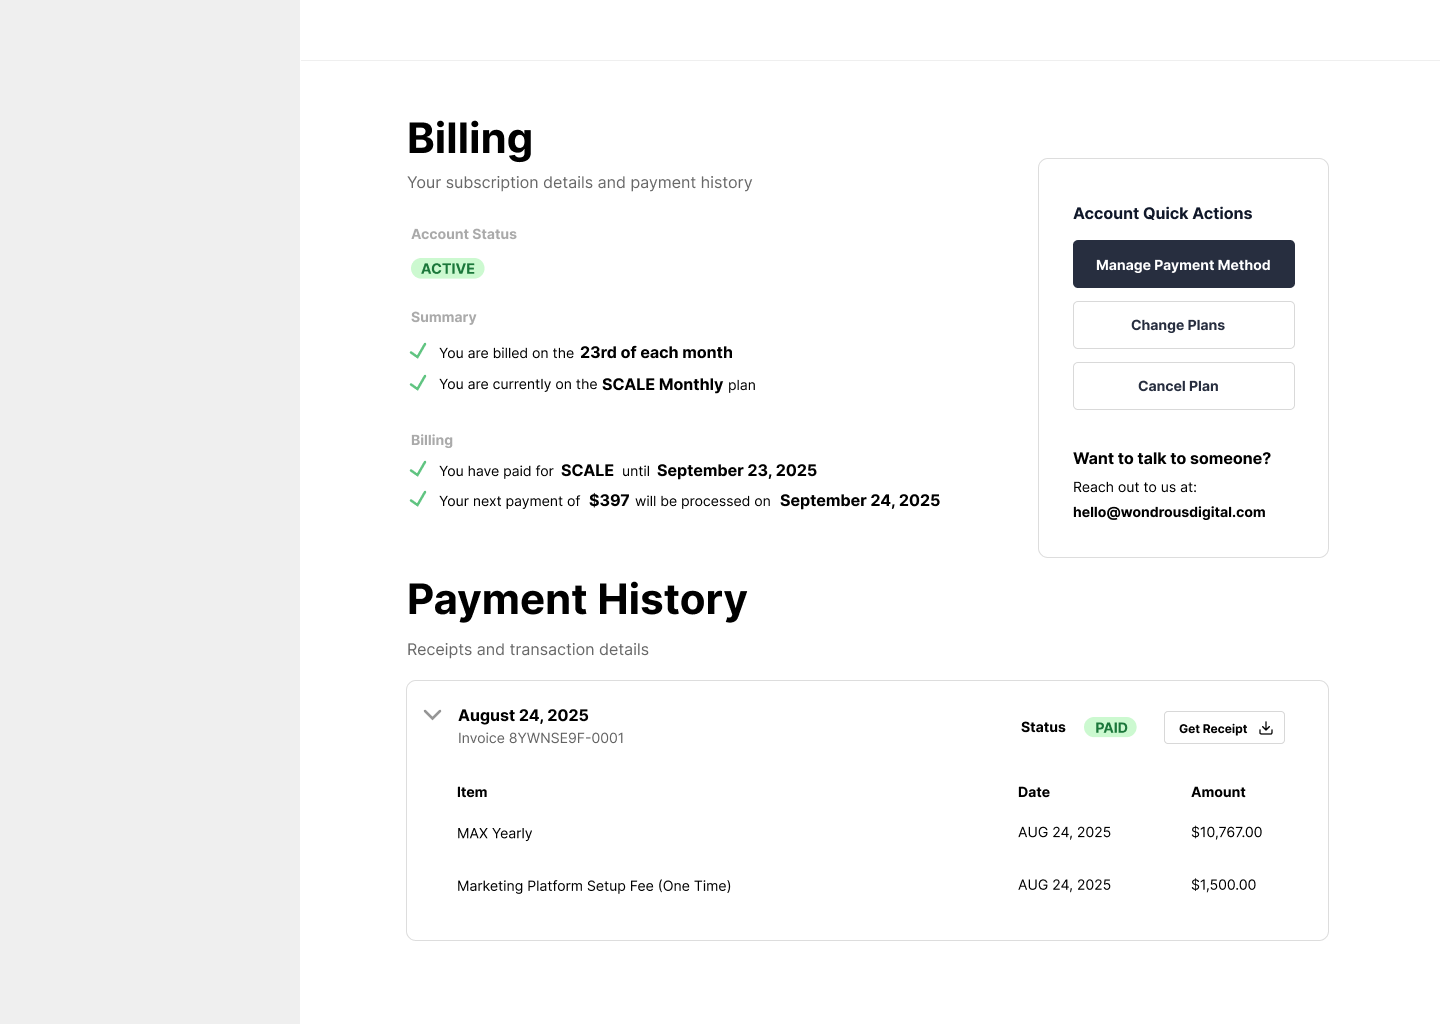 Billing
Your subscription details and payment history
Account Status
ACTIVE
Summary
You are billed on the 23rd of each month
You are currently on the SCALE Monthly plan
Billing
You have paid for SCALE until September 23, 2025
Your next payment of $397 will be processed on September 24, 2025
Account Quick Actions
Manage Payment Method
Change Plans
Cancel Plan
Want to talk to someone?
Reach out to us at:
hello@wondrousdigital.com
Payment History
Receipts and transaction details
August 24, 2025
Invoice 8YWNSE9F-0001
Status PAID Get Receipt
Item Date Amount
MAX Yearly AUG 24, 2025 $10,767.00
Marketing Platform Setup Fee (One Time) AUG 24, 2025 $1,500.00